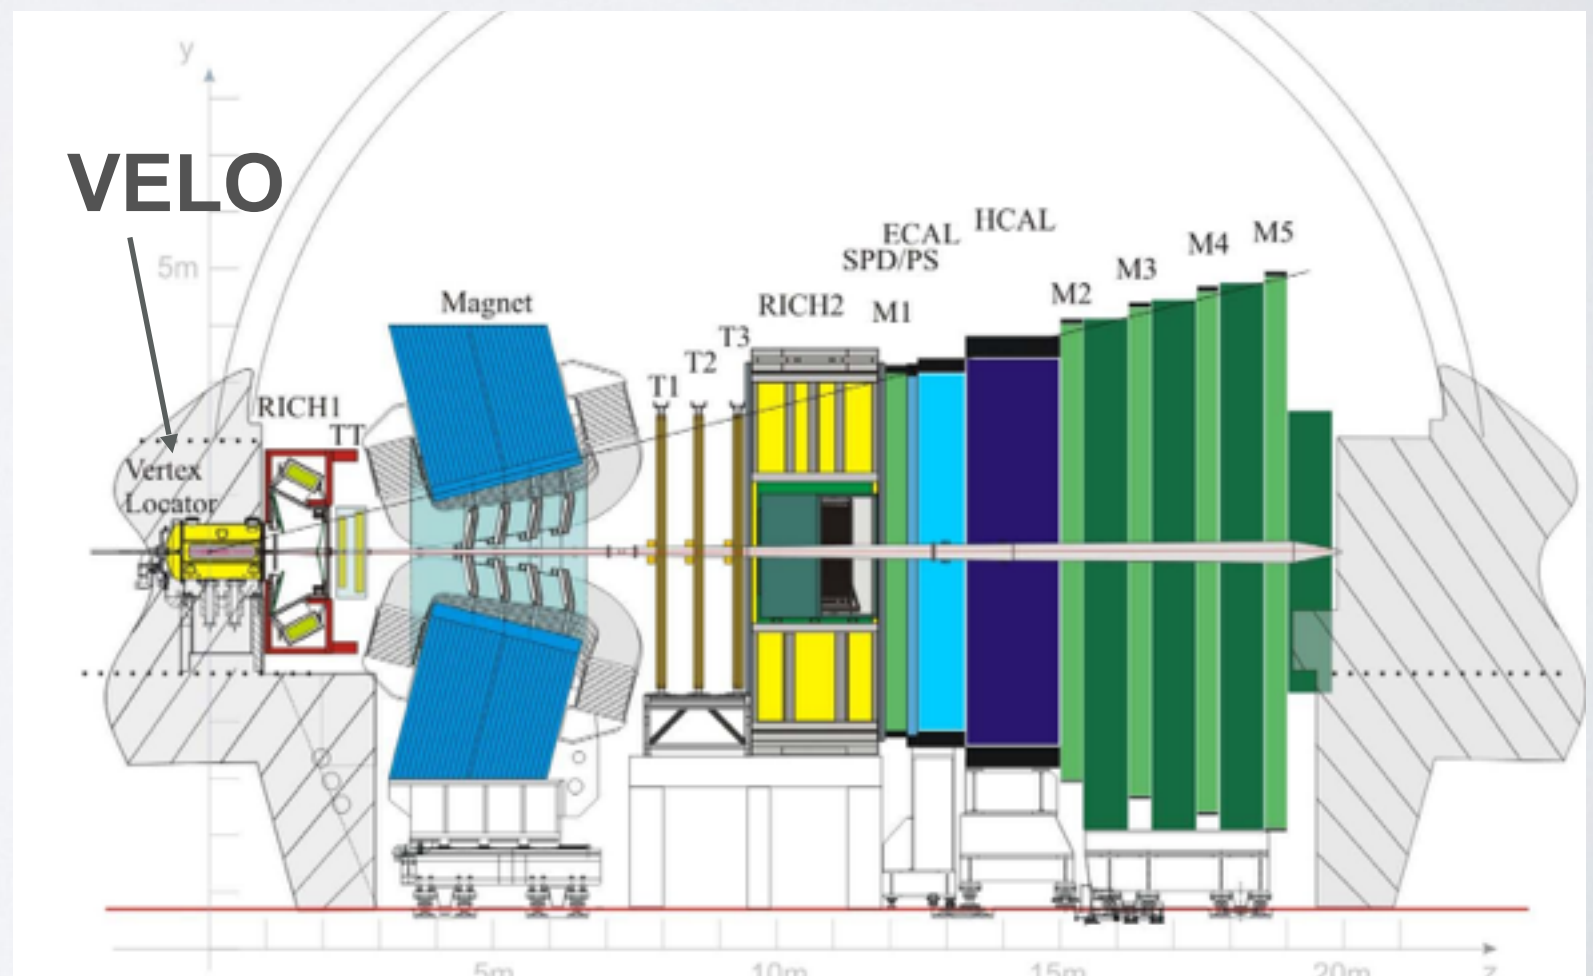 y
VELO
5m
HCAL
ECAL
SPD/PS
M5
M4
M3
M2
Magnet
RICH2
M1
T3
T2
T1
RICH1
TT
Vertex
Locator
5m
10m
15m
20m
z